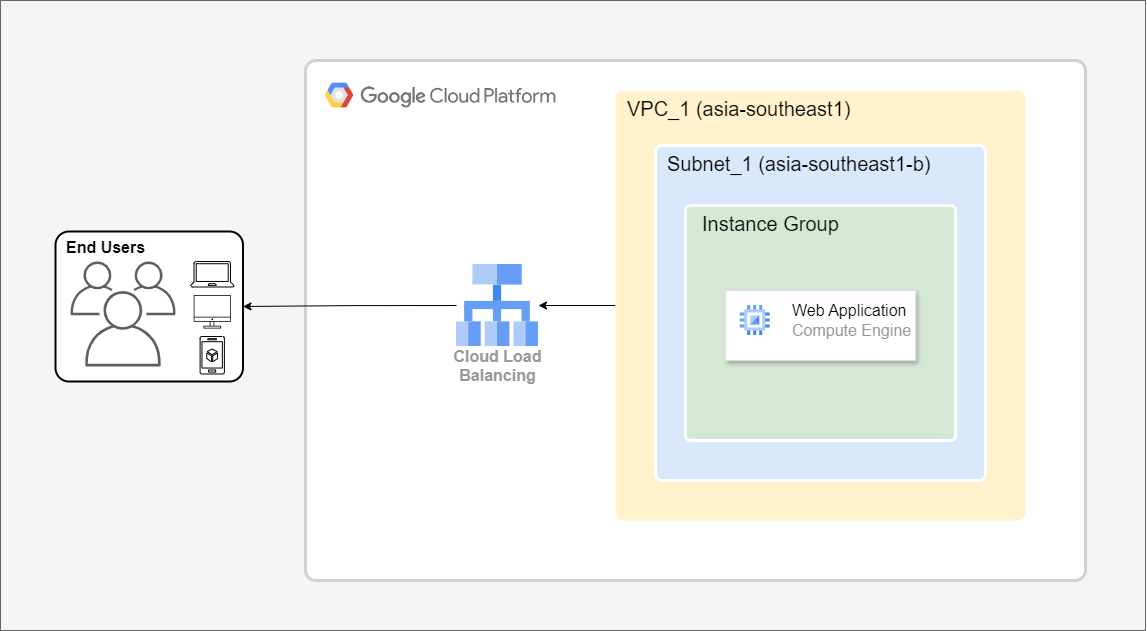 Google Cloud Platform
VPC_1 (asia-southeast1)
Subnet_1 (asia-southeast1-b)
Instance Group
End Users
Web Application
Compute Engine
Cloud Load
Balancing